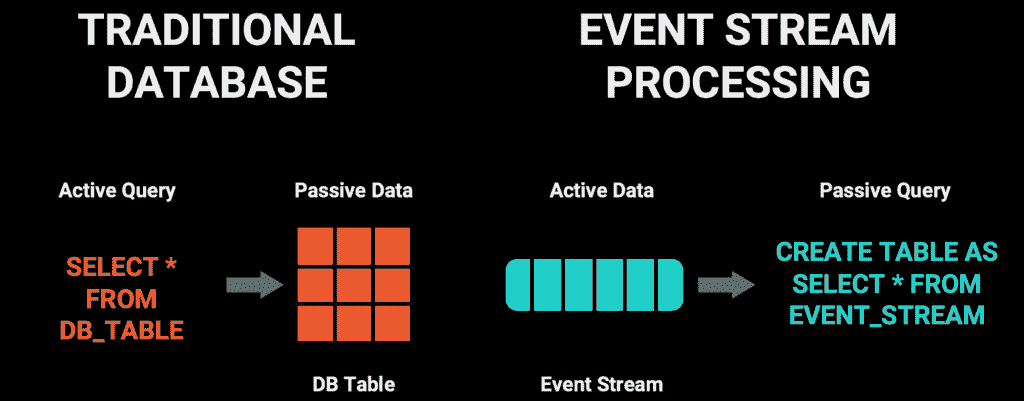 TRADITIONAL
DATABASE
Active Query
Passive Data
SELECT *
FROM
DB_TABLE
DB Table
EVENT STREAM
PROCESSING
Active Data
Passive Query
CREATE TABLE AS
SELECT * FROM
EVENT_STREAM
Event Stream